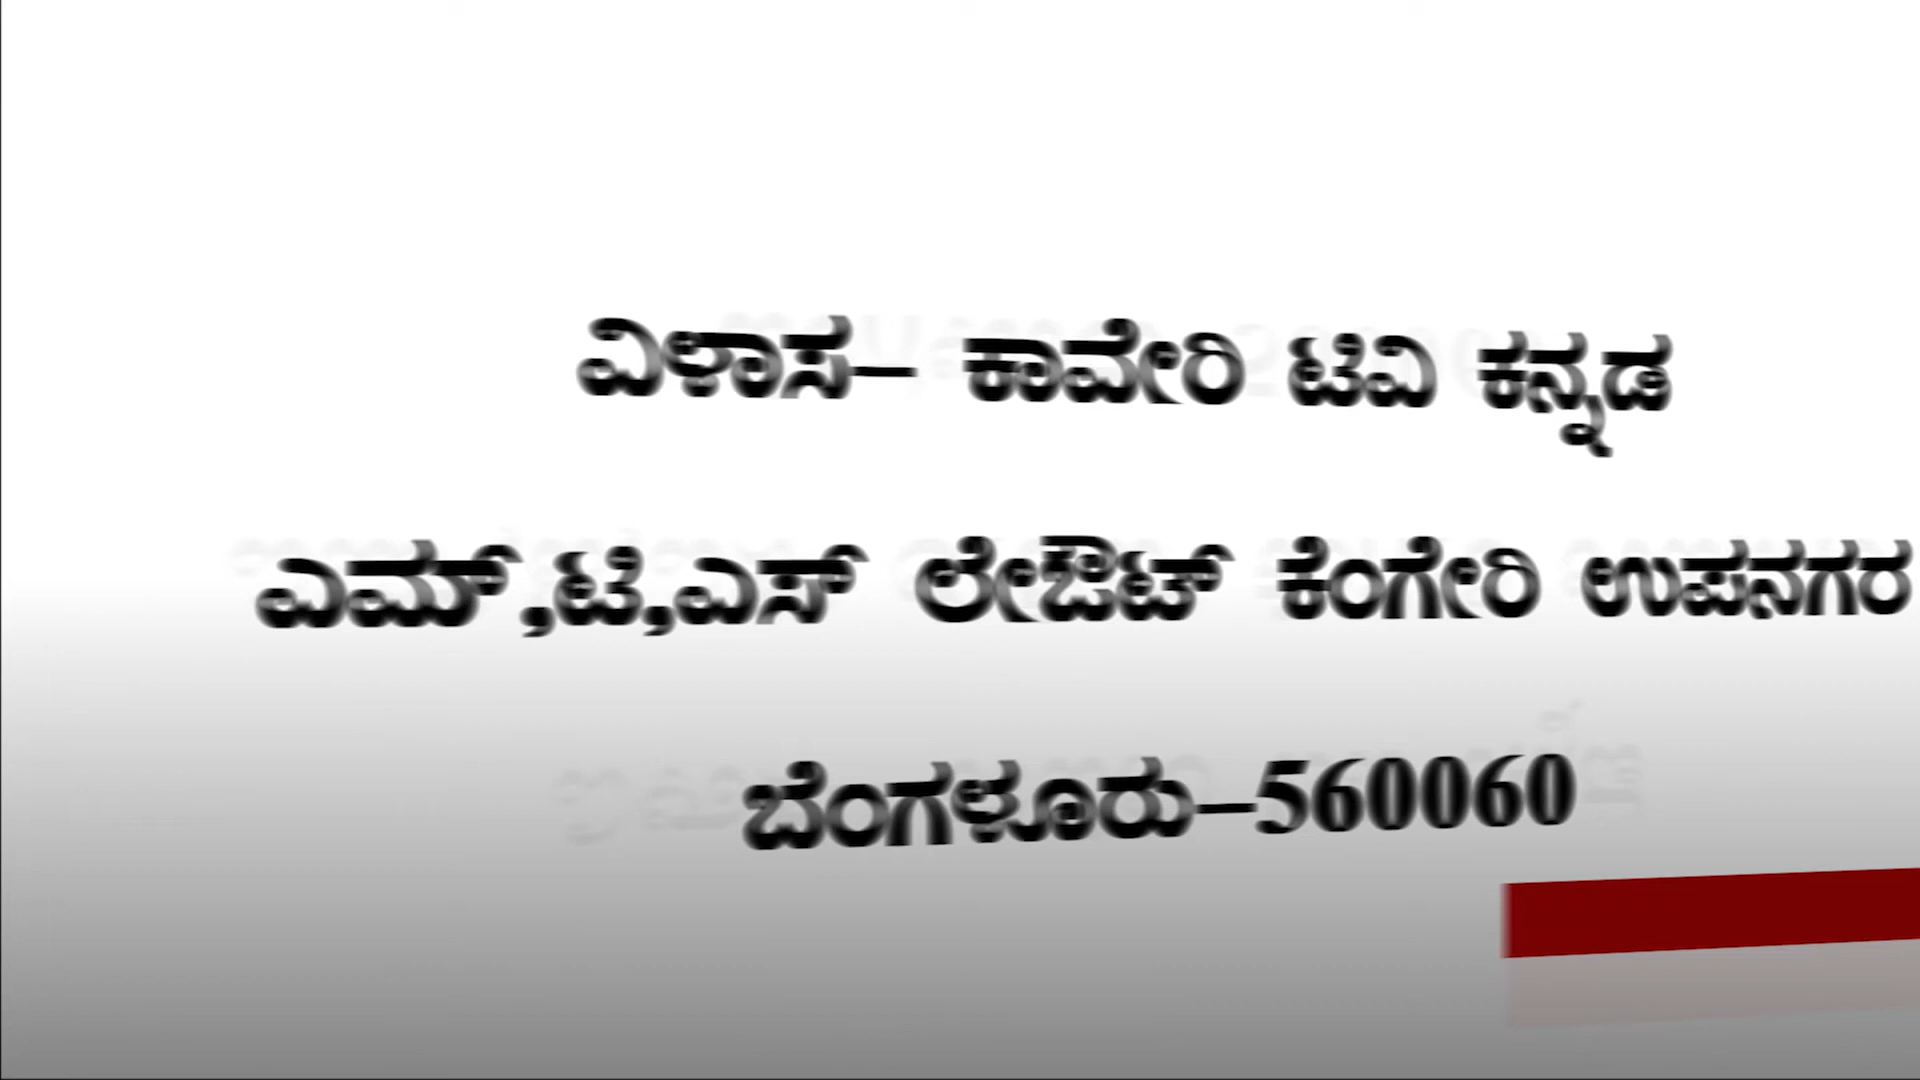 ವಿಳಾಸ– ಕಾವೇರಿ ಟಿವಿ ಕನ್ನಡ
ಎಮ್,ಟಿ,ಎಸ್ ಲೇಔಟ್ ಕೆಂಗೇರಿ ಉಪನಗರ
ಬೆಂಗಳೂರು–560060